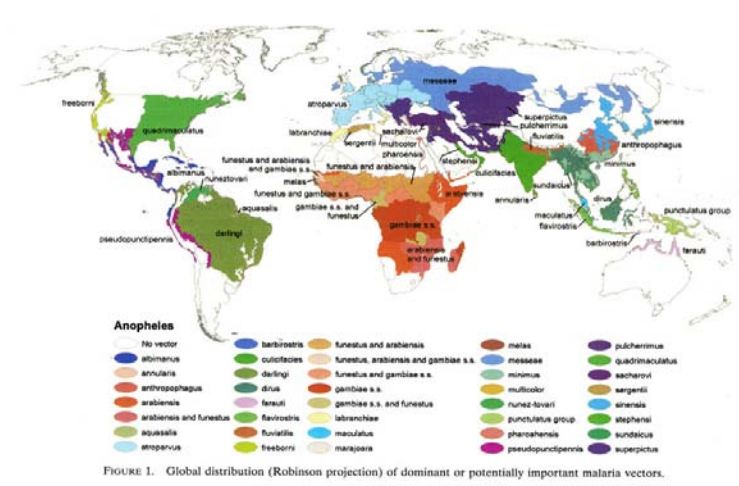 messeae
freeborni
atroparvus
quadrimaculatus
labranchiae
sergentii
sacharovi
multicolor
pharoensis
superpictus
pulcherrimus
fluviatilis
sinensis
anthropophagus
minimus
stephensi
culicifacies
albimanus
nuneztovari
funestus and arabiensis
and gambiae s.s.
funestus and arabiensis
melas
funestus and gambiae s.s.
arabiensis
sundaicus
annularis
dirus
aquasalis
gambiae s.s. and
funestus
gambiae s.s.
maculatus
flavirostris
punctulatus group
pseudopunctipennis
darlingi
arabiensis
and funestus
barbirostris
farauti
Anopheles
No vector
albimanus
annularis
anthropophagus
arabiensis
arabiensis and funestus
aquasalis
atroparvus
barbirostris
culicifacies
darlingi
dirus
farauti
flavirostris
fluviatilis
freeborni
funestus and arabiensis
funestus, arabiensis and gambiae s.s.
funestus and gambiae s.s.
gambiae s.s.
gambiae s.s. and funestus
labranchiae
maculatus
marajoara
melas
messeae
minimus
multicolor
nunez-tovari
punctulatus group
pharoahensis
pseudopunctipennis
pulcherrimus
quadrimaculatus
sacharovi
sergentii
sinensis
stephensi
sundaicus
superpictus
FIGURE 1. Global distribution (Robinson projection) of dominant or potentially important malaria vectors.